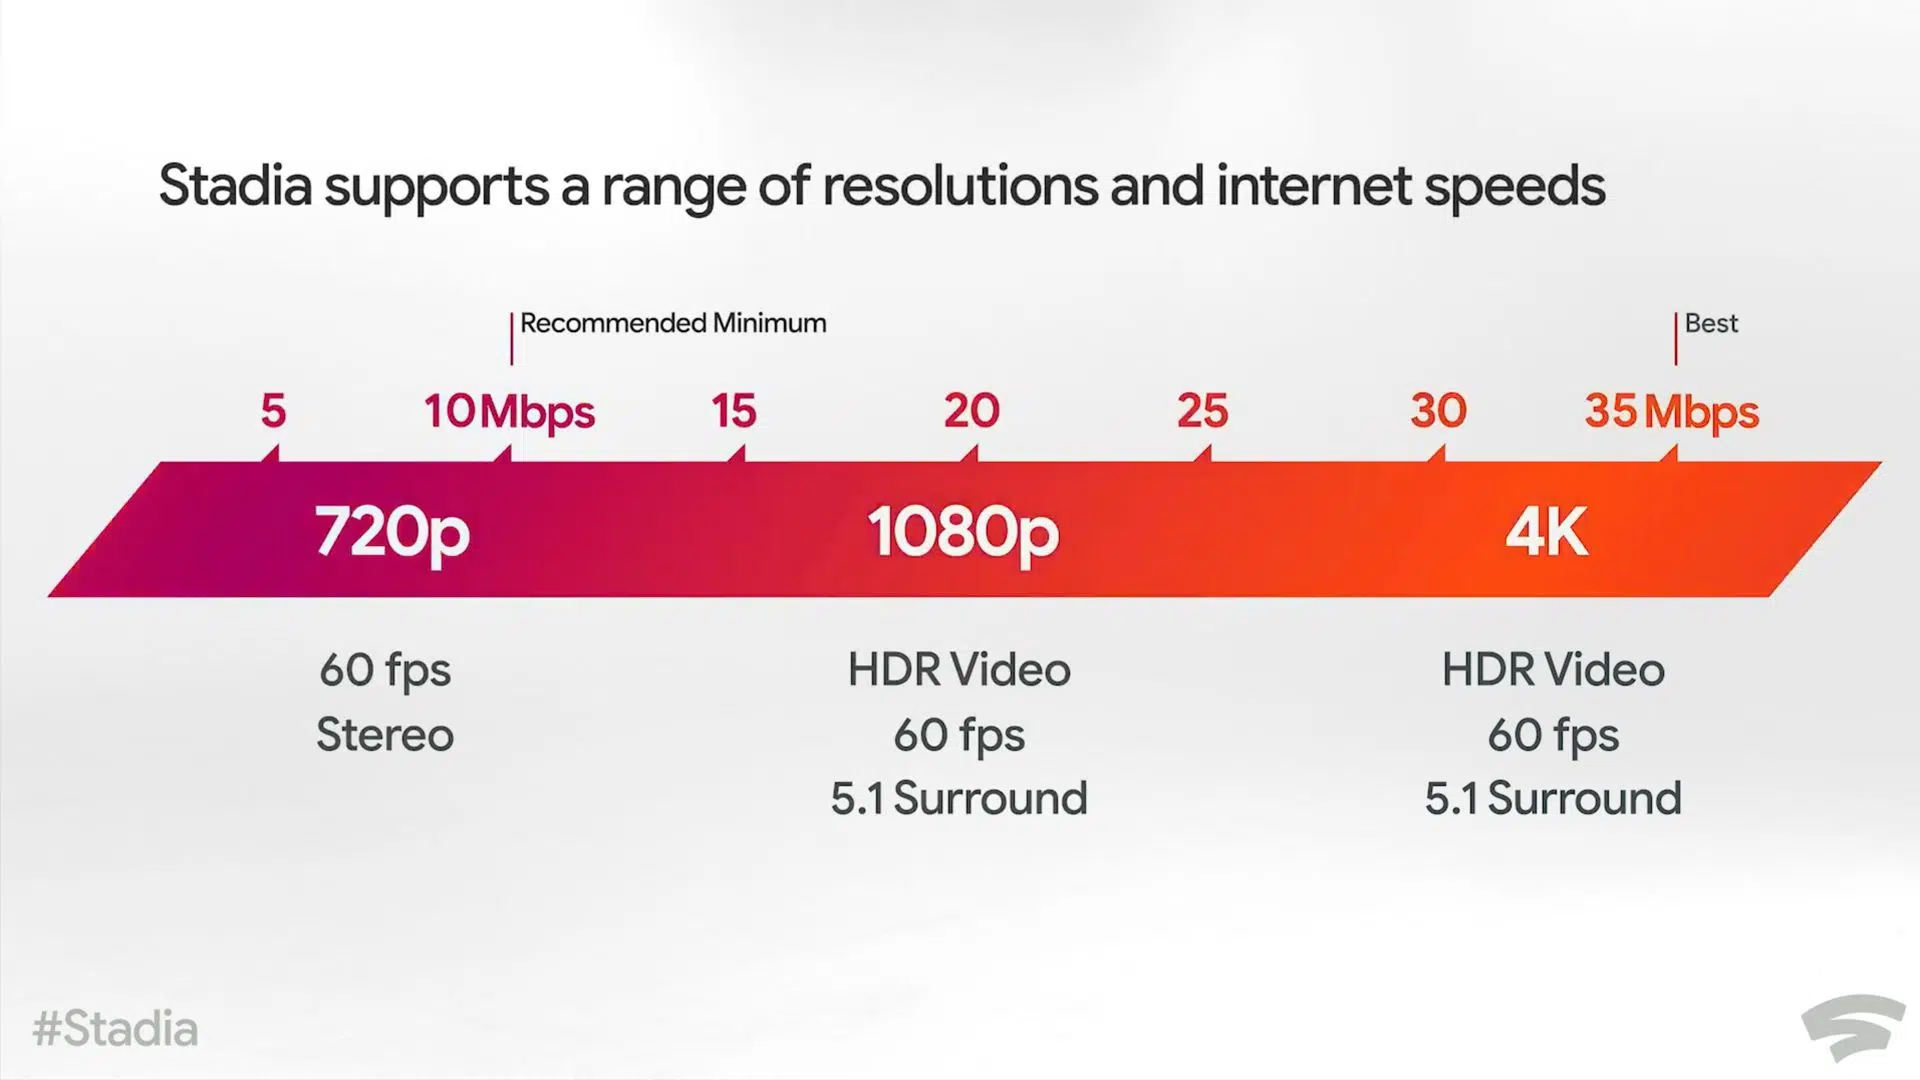 Stadia supports a range of resolutions and internet speeds
Recommended Minimum
Best
5
10 Mbps
15
20
25
30
35 Mbps
720p
1080p
4K
60 fps
Stereo
HDR Video
60 fps
5.1 Surround
HDR Video
60 fps
5.1 Surround
#Stadia